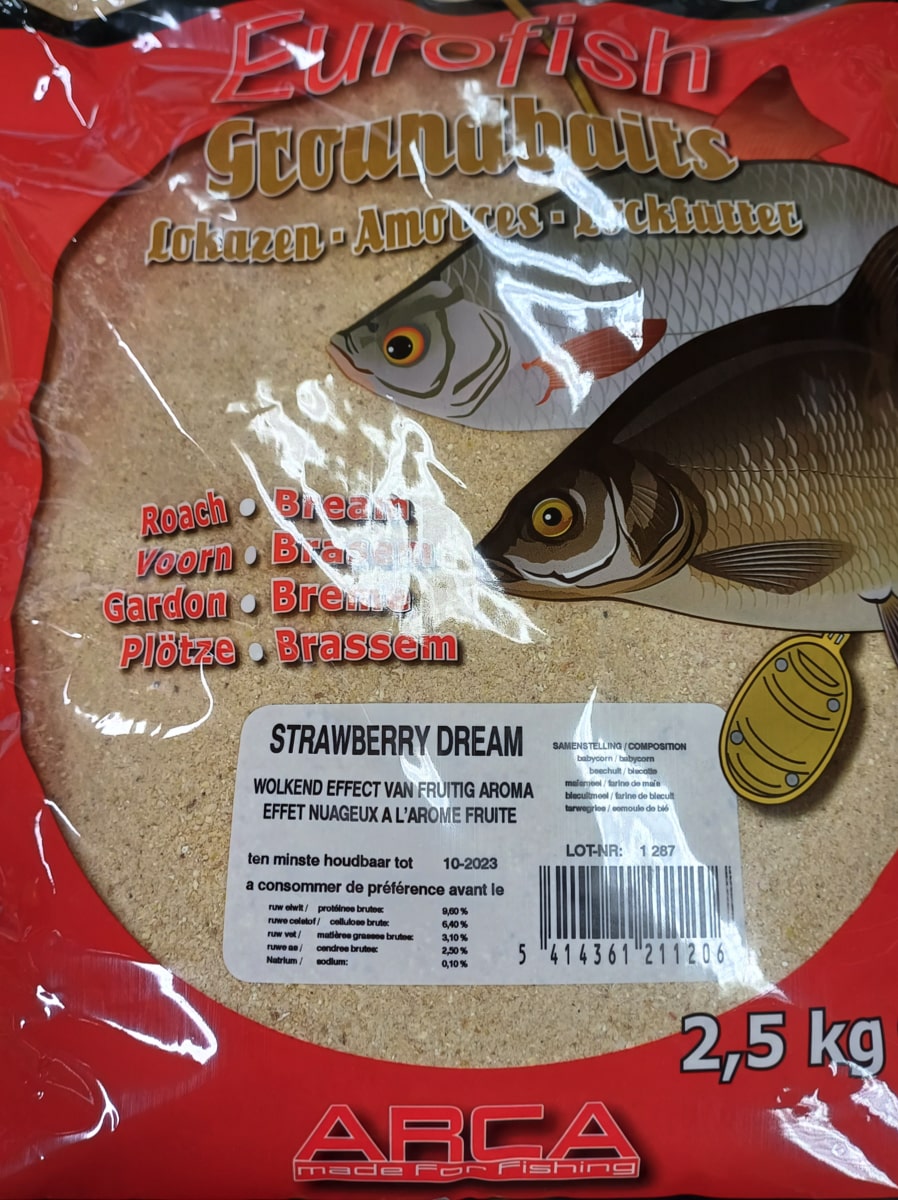 Eurofish
Groundbaits
Lokazen - Amorces - Lockfutter
Roach • Bream
Voorn • Brasem
Gardon • Breme
Plötze • Brassem
STRAWBERRY DREAM
WOLKEND EFFECT VAN FRUITIG AROMA
EFFET NUAGEUX A L'AROME FRUITE
ten minste houdbaar tot 10-2023
a consommer de préférence avant le
ruw eiwit / protéines brutes: 9,60 %
ruwe celstof / cellulose brute: 6,40 %
ruw vet / matières grasses brutes: 3,10 %
ruwe as / cendres brutes: 2,50 %
Natrium / sodium: 0,10 %
SAMENSTELLING / COMPOSITION
babycorn / babycorn
beschuit / biscotte
maïsmeel / farine de maïs
biscuitmeel / farine de biscuit
tarwegries / semoule de blé
LOT-NR: 1 287
5 414361 211206
2,5 kg
ARCA
made For Fishing